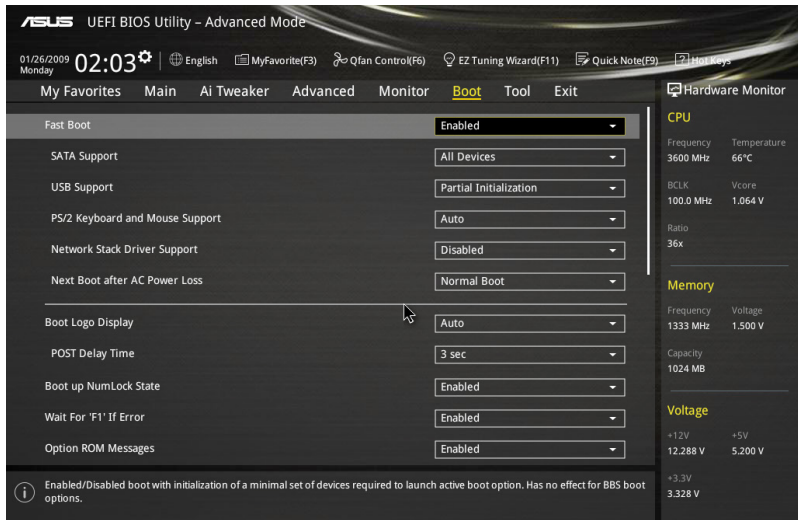 ASUS UEFI BIOS Utility – Advanced Mode
01/26/2009
Monday
02:03
English
MyFavorite(F3)
Qfan Control(F6)
EZ Tuning Wizard(F11)
Quick Note(F9)
? Hot Keys
My Favorites Main Ai Tweaker Advanced Monitor Boot Tool Exit
Fast Boot Enabled
SATA Support All Devices
USB Support Partial Initialization
PS/2 Keyboard and Mouse Support Auto
Network Stack Driver Support Disabled
Next Boot after AC Power Loss Normal Boot
Boot Logo Display Auto
POST Delay Time 3 sec
Boot up NumLock State Enabled
Wait For 'F1' If Error Enabled
Option ROM Messages Enabled
Enabled/Disabled boot with initialization of a minimal set of devices required to launch active boot option. Has no effect for BBS boot
options.
Hardware Monitor
CPU
Frequency Temperature
3600 MHz 66°C
BCLK Vcore
100.0 MHz 1.064 V
Ratio
36x
Memory
Frequency Voltage
1333 MHz 1.500 V
Capacity
1024 MB
Voltage
+12V +5V
12.288 V 5.200 V
+3.3V
3.328 V